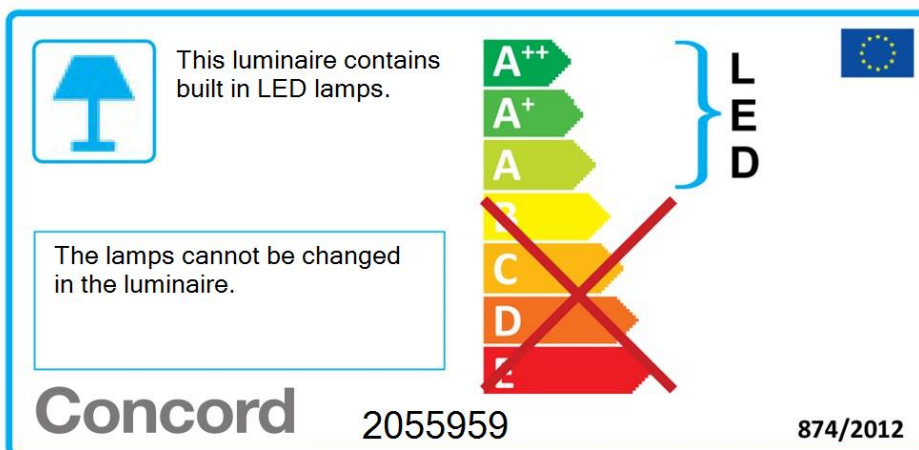 This luminaire contains
built in LED lamps.
A++
A+
A
B
C
D
E
L
E
D
The lamps cannot be changed
in the luminaire.
Concord
2055959
874/2012